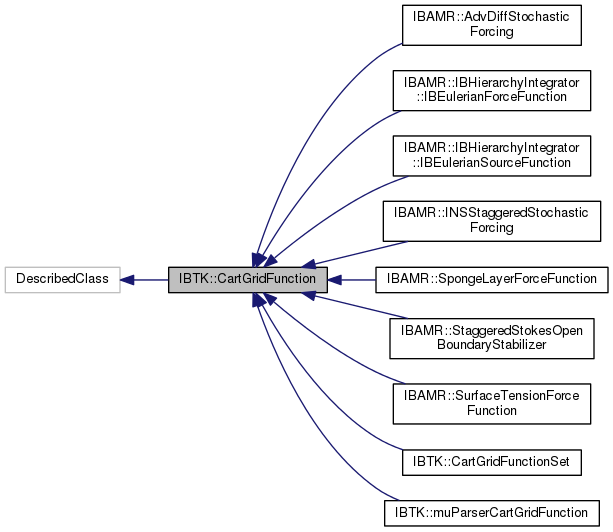 IBAMR::AdvDiffStochastic
Forcing
IBAMR::IBHierarchyIntegrator
::IBEulerianForceFunction
IBAMR::IBHierarchyIntegrator
::IBEulerianSourceFunction
IBAMR::INSStaggeredStochastic
Forcing
DescribedClass
IBTK::CartGridFunction
IBAMR::SpongeLayerForceFunction
IBAMR::StaggeredStokesOpen
BoundaryStabilizer
IBAMR::SurfaceTensionForce
Function
IBTK::CartGridFunctionSet
IBTK::muParserCartGridFunction